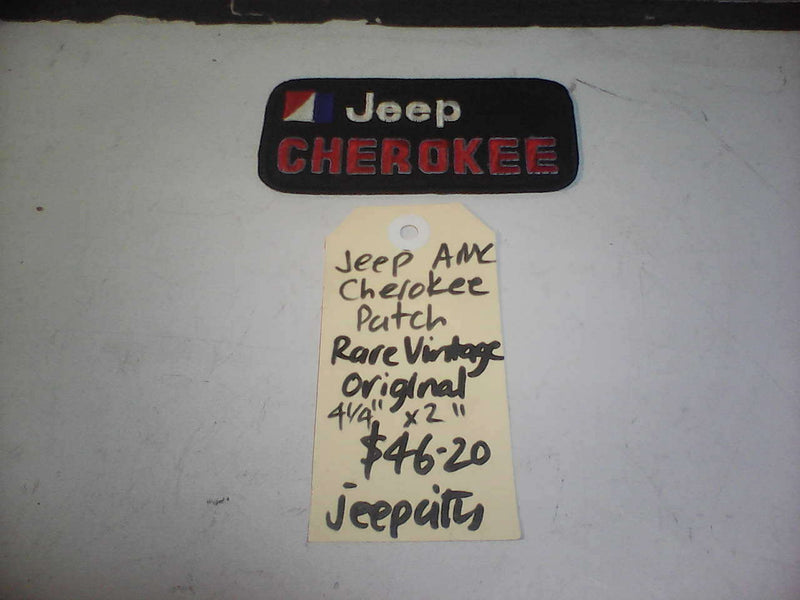 Jeep
CHEROKEE
Jeep AMC
Cherokee
Patch
Rare Vintage
Original
4 1/4" x 2"
$46-20
jeepcity